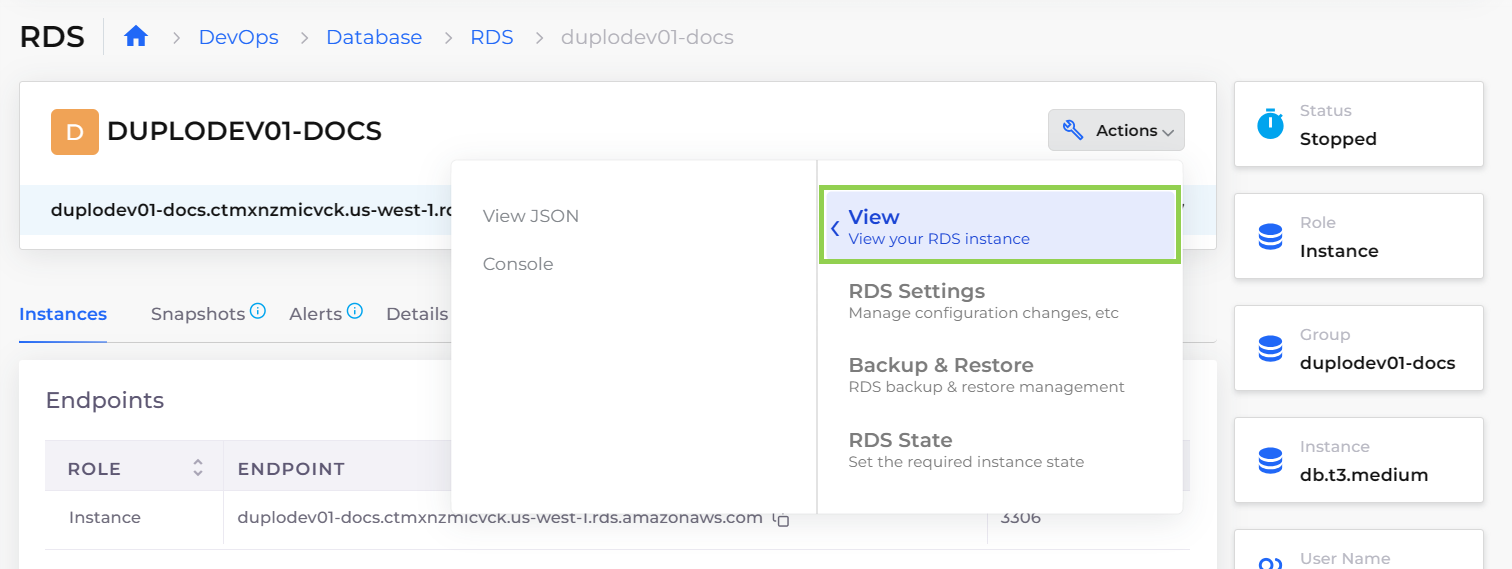 RDS
DevOps
Database
RDS
duplodev01-docs
D
DUPLODEV01-DOCS
Actions
duplodev01-docs.ctmxnzmicvck.us-west-1.r
View JSON
Console
View
View your RDS instance
RDS Settings
Manage configuration changes, etc
Backup & Restore
RDS backup & restore management
RDS State
Set the required instance state
Instances
Snapshots
Alerts
Details
Endpoints
ROLE
ENDPOINT
Instance
duplodev01-docs.ctmxnzmicvck.us-west-1.rds.amazonaws.com
3306
Status
Stopped
Role
Instance
Group
duplodev01-docs
Instance
db.t3.medium
User Name